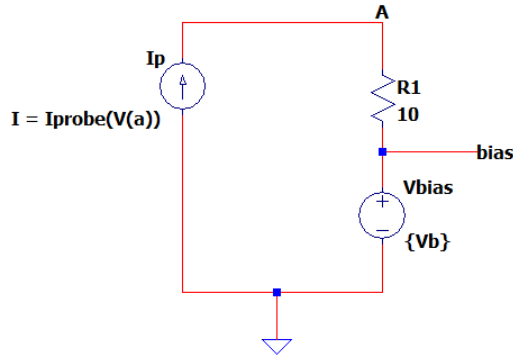 A
Ip
R1
I = Iprobe(V(a))
10
bias
Vbias
{Vb}